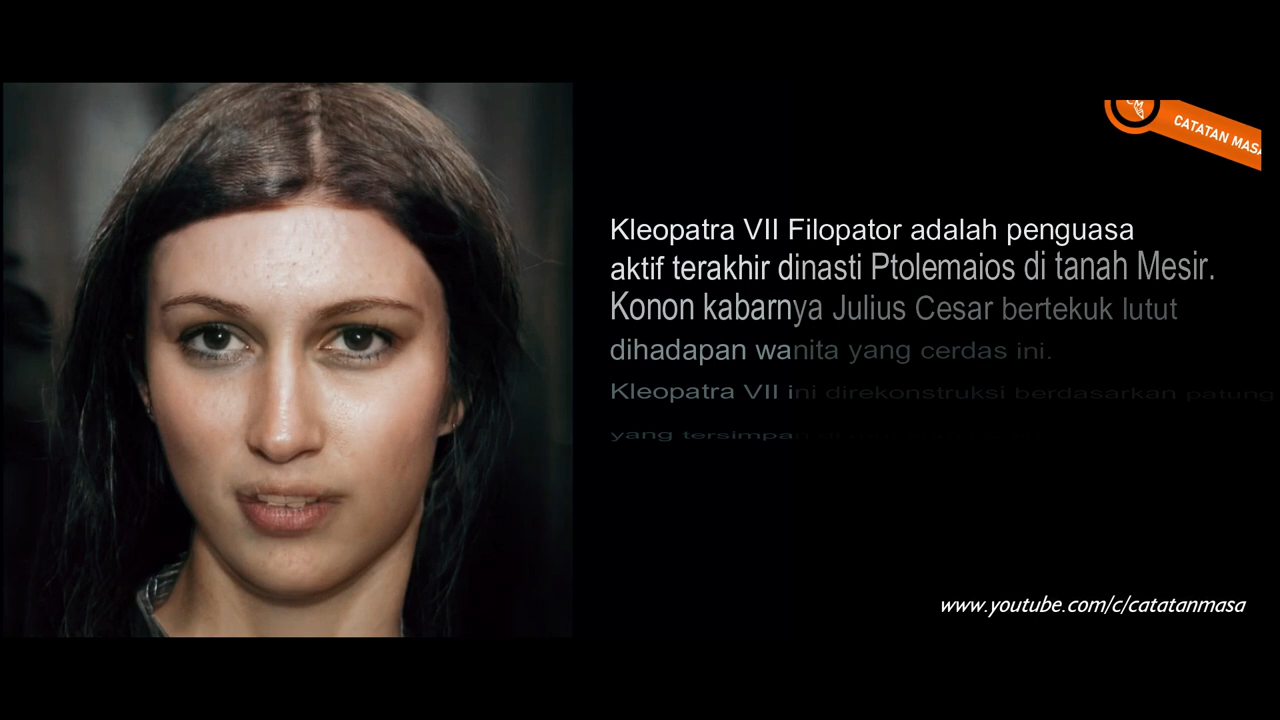 CATATAN MASA
Kleopatra VII Filopator adalah penguasa
aktif terakhir dinasti Ptolemaios di tanah Mesir.
Konon kabarnya Julius Cesar bertekuk lutut
dihadapan wanita yang cerdas ini.
Kleopatra VII ini direkonstruksi berdasarkan patung
yang tersimpan
www.youtube.com/c/catatanmasa